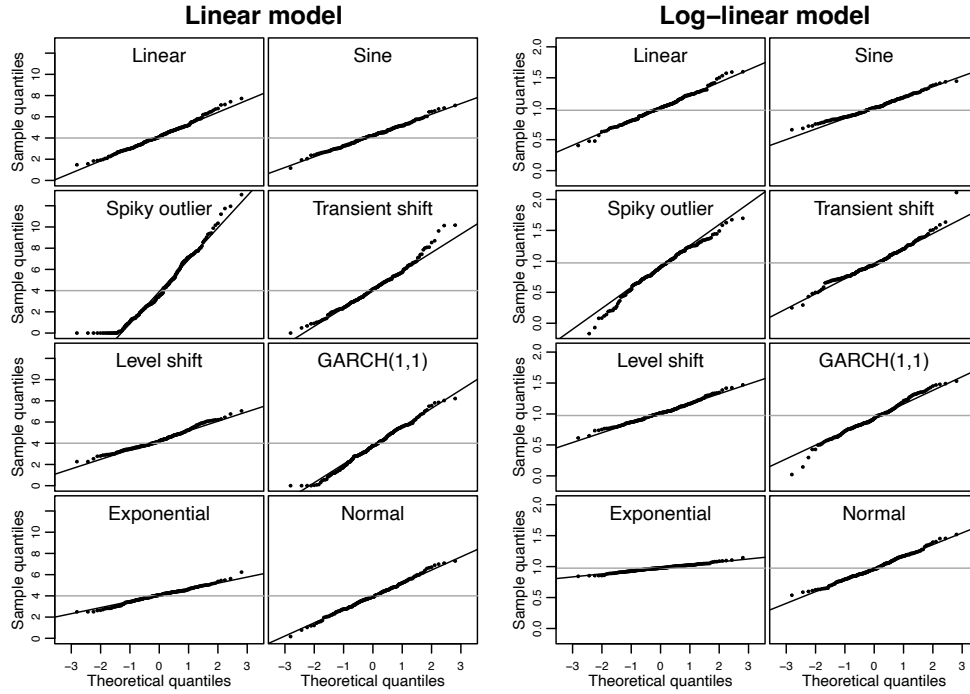 Linear model
Log−linear model
Linear
Sine
Linear
Sine
Sample quantiles
0 2 4 6 8 10
Sample quantiles
0.0 0.5 1.0 1.5 2.0
Spiky outlier
Transient shift
Spiky outlier
Transient shift
Sample quantiles
0 2 4 6 8 10
Sample quantiles
0.0 0.5 1.0 1.5 2.0
Level shift
GARCH(1,1)
Level shift
GARCH(1,1)
Sample quantiles
0 2 4 6 8 10
Sample quantiles
0.0 0.5 1.0 1.5 2.0
Exponential
Normal
Exponential
Normal
Sample quantiles
0 2 4 6 8 10
Sample quantiles
0.0 0.5 1.0 1.5 2.0
−3 −2 −1 0 1 2 3
−3 −2 −1 0 1 2 3
−3 −2 −1 0 1 2 3
−3 −2 −1 0 1 2 3
Theoretical quantiles
Theoretical quantiles
Theoretical quantiles
Theoretical quantiles